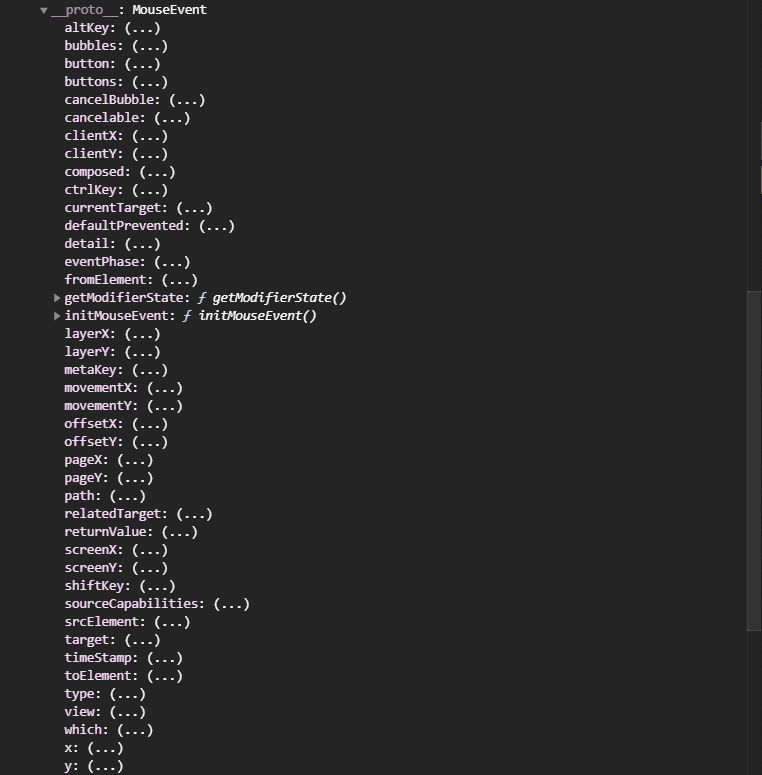 __proto__: MouseEvent
altKey: (...)
bubbles: (...)
button: (...)
buttons: (...)
cancelBubble: (...)
cancelable: (...)
clientX: (...)
clientY: (...)
composed: (...)
ctrlKey: (...)
currentTarget: (...)
defaultPrevented: (...)
detail: (...)
eventPhase: (...)
fromElement: (...)
getModifierState: ƒ getModifierState()
initMouseEvent: ƒ initMouseEvent()
layerX: (...)
layerY: (...)
metaKey: (...)
movementX: (...)
movementY: (...)
offsetX: (...)
offsetY: (...)
pageX: (...)
pageY: (...)
path: (...)
relatedTarget: (...)
returnValue: (...)
screenX: (...)
screenY: (...)
shiftKey: (...)
sourceCapabilities: (...)
srcElement: (...)
target: (...)
timeStamp: (...)
toElement: (...)
type: (...)
view: (...)
which: (...)
x: (...)
y: (...)